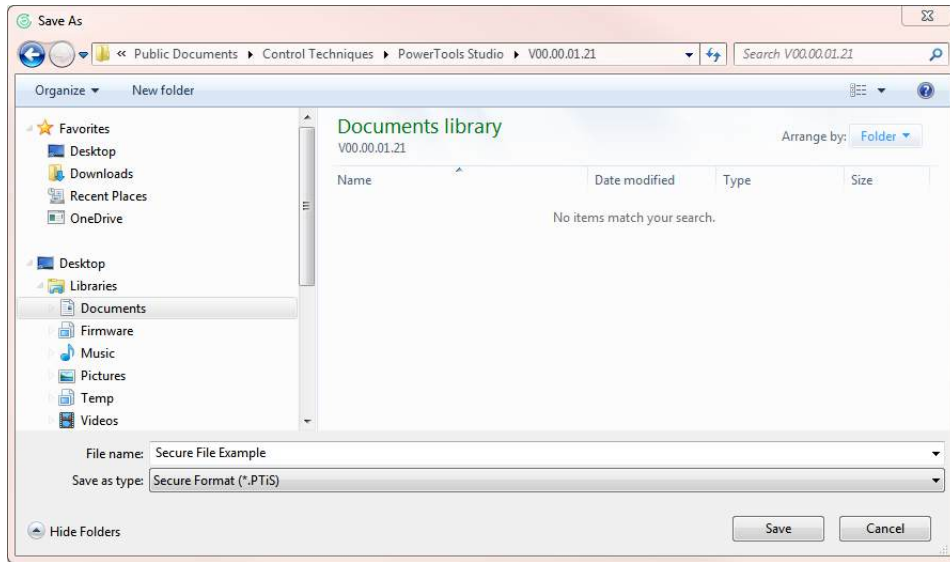 Save As
« Public Documents Control Techniques PowerTools Studio V00.00.01.21 Search V00.00.01.21
Organize New folder
Favorites
Desktop
Downloads
Recent Places
OneDrive
Desktop
Libraries
Documents
Firmware
Music
Pictures
Temp
Videos
Documents library
V00.00.01.21
Arrange by: Folder
Name Date modified Type Size
No items match your search.
File name: Secure File Example
Save as type: Secure Format (*.PTiS)
Hide Folders Save Cancel